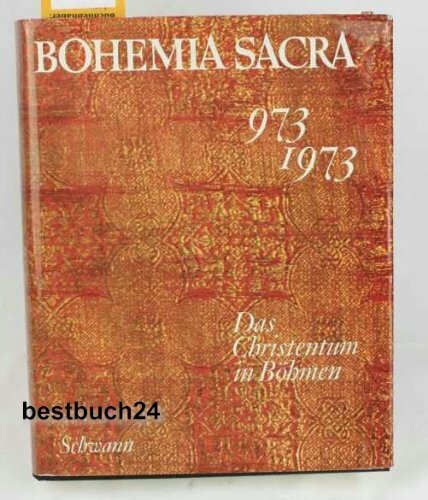 BOHEMIA SACRA
973
1973
Das
Christentum
in Böhmen
bestbuch24
Schwann